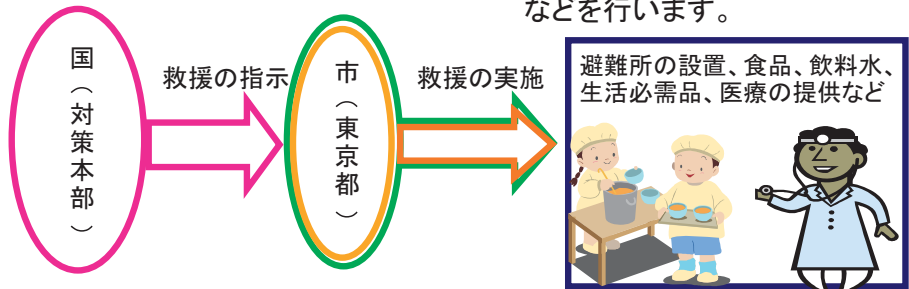 などを行います。
国（対策本部）
救援の指示
市（東京都）
救援の実施
避難所の設置、食品、飲料水、
生活必需品、医療の提供など